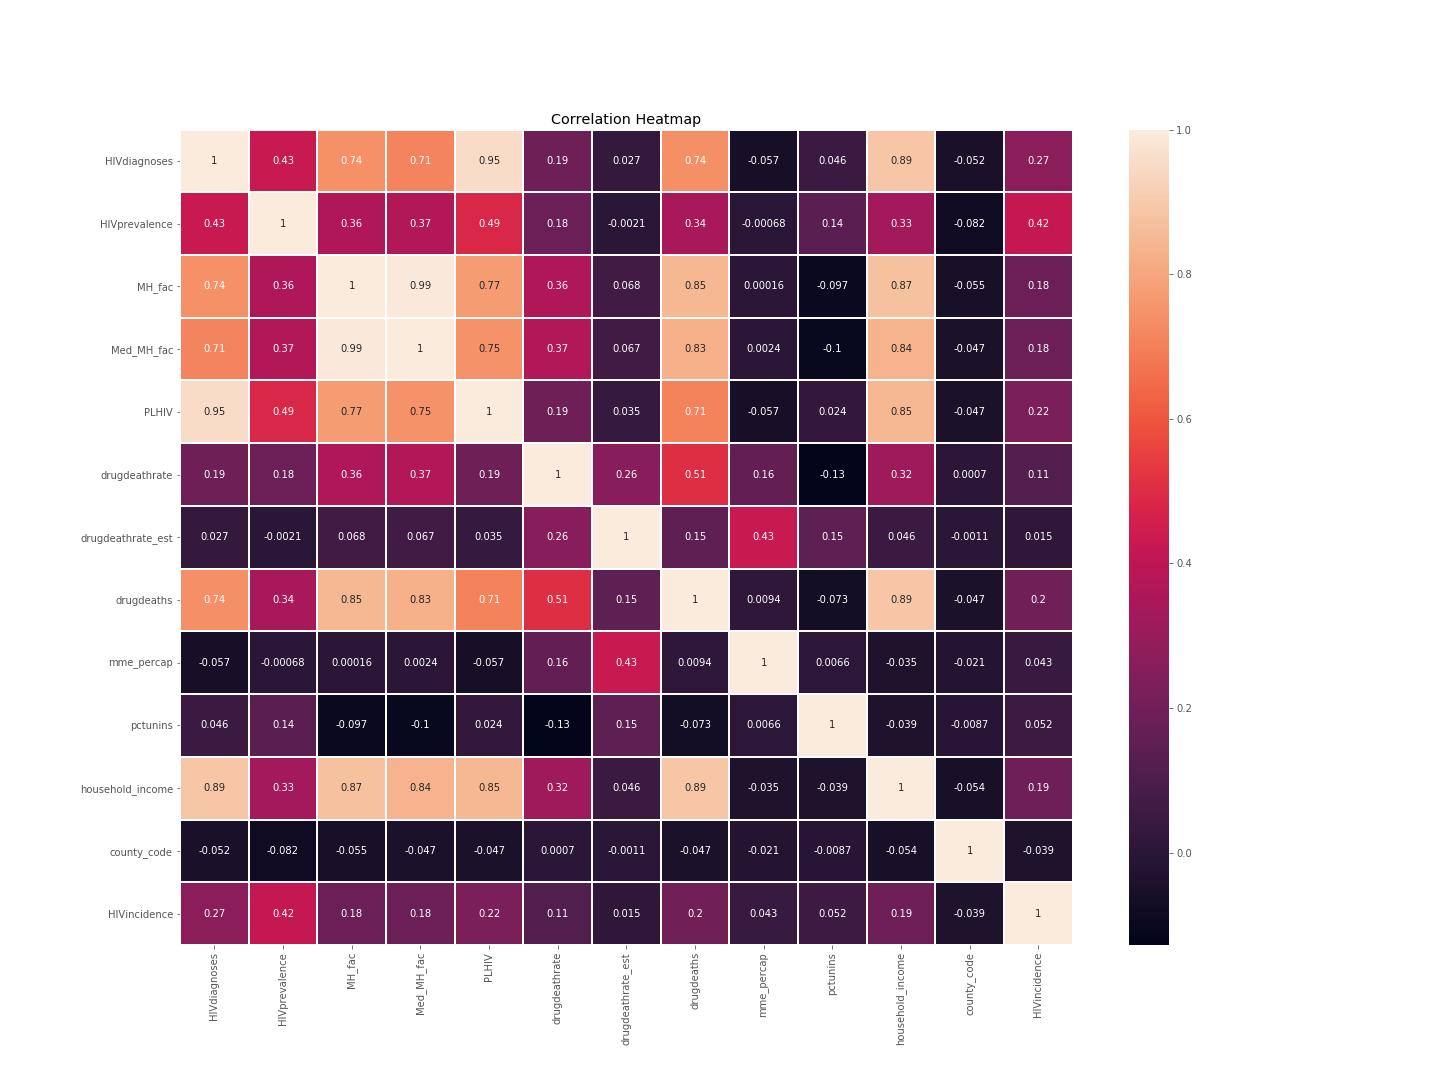 Correlation Heatmap
HIVdiagnoses 1 0.43 0.74 0.71 0.95 0.19 0.027 0.74 -0.057 0.046 0.89 -0.052 0.27
HIVprevalence 0.43 1 0.36 0.37 0.49 0.18 -0.0021 0.34 -0.00068 0.14 0.33 -0.082 0.42
MH_fac 0.74 0.36 1 0.99 0.77 0.36 0.068 0.85 0.00016 -0.097 0.87 -0.055 0.18
Med_MH_fac 0.71 0.37 0.99 1 0.75 0.37 0.067 0.83 0.0024 -0.1 0.84 -0.047 0.18
PLHIV 0.95 0.49 0.77 0.75 1 0.19 0.035 0.71 -0.057 0.024 0.85 -0.047 0.22
drugdeathrate 0.19 0.18 0.36 0.37 0.19 1 0.26 0.51 0.16 -0.13 0.32 0.0007 0.11
drugdeathrate_est 0.027 -0.0021 0.068 0.067 0.035 0.26 1 0.15 0.43 0.15 0.046 -0.0011 0.015
drugdeaths 0.74 0.34 0.85 0.83 0.71 0.51 0.15 1 0.0094 -0.073 0.89 -0.047 0.2
mme_percap -0.057 -0.00068 0.00016 0.0024 -0.057 0.16 0.43 0.0094 1 0.0066 -0.035 -0.021 0.043
pctunins 0.046 0.14 -0.097 -0.1 0.024 -0.13 0.15 -0.073 0.0066 1 -0.039 -0.0087 0.052
household_income 0.89 0.33 0.87 0.84 0.85 0.32 0.046 0.89 -0.035 -0.039 1 -0.054 0.19
county_code -0.052 -0.082 -0.055 -0.047 -0.047 0.0007 -0.0011 -0.047 -0.021 -0.0087 -0.054 1 -0.039
HIVincidence 0.27 0.42 0.18 0.18 0.22 0.11 0.015 0.2 0.043 0.052 0.19 -0.039 1
HIVdiagnoses
HIVprevalence
MH_fac
Med_MH_fac
PLHIV
drugdeathrate
drugdeathrate_est
drugdeaths
mme_percap
pctunins
household_income
county_code
HIVincidence
1.0
0.8
0.6
0.4
0.2
0.0